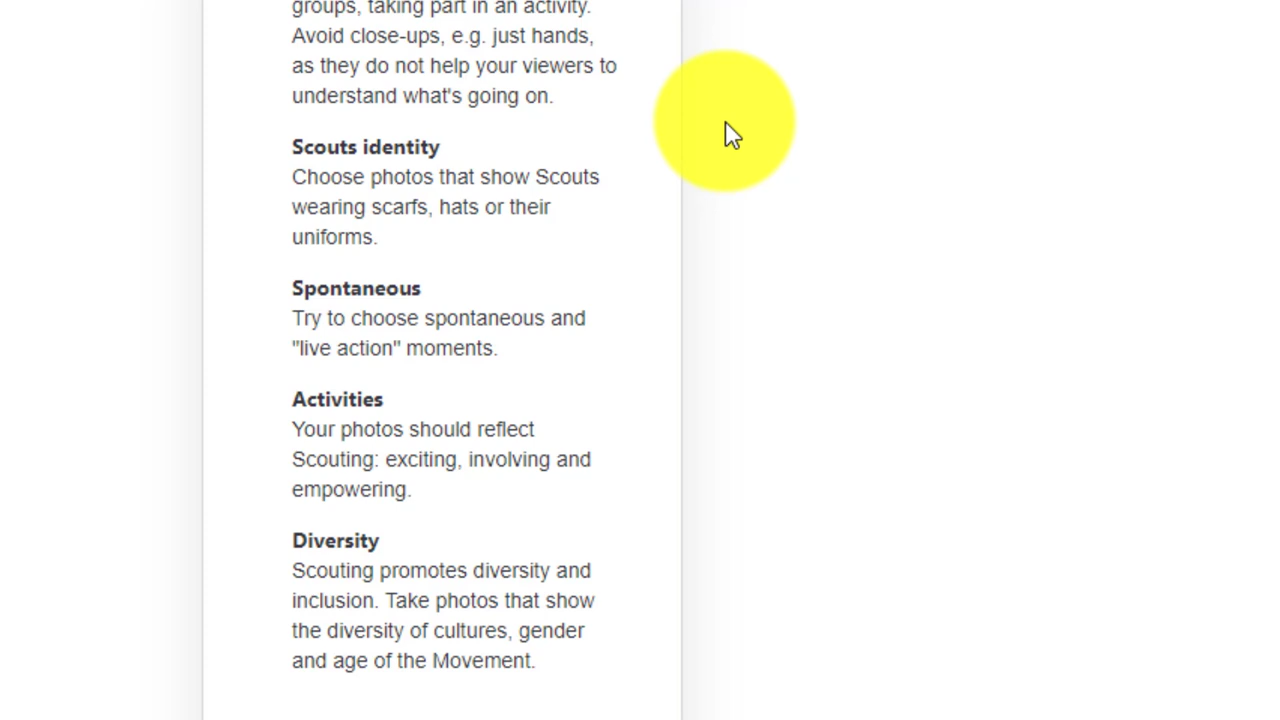 groups, taking part in an activity.
Avoid close-ups, e.g. just hands,
as they do not help your viewers to
understand what's going on.
Scouts identity
Choose photos that show Scouts
wearing scarfs, hats or their
uniforms.
Spontaneous
Try to choose spontaneous and
"live action" moments.
Activities
Your photos should reflect
Scouting: exciting, involving and
empowering.
Diversity
Scouting promotes diversity and
inclusion. Take photos that show
the diversity of cultures, gender
and age of the Movement.